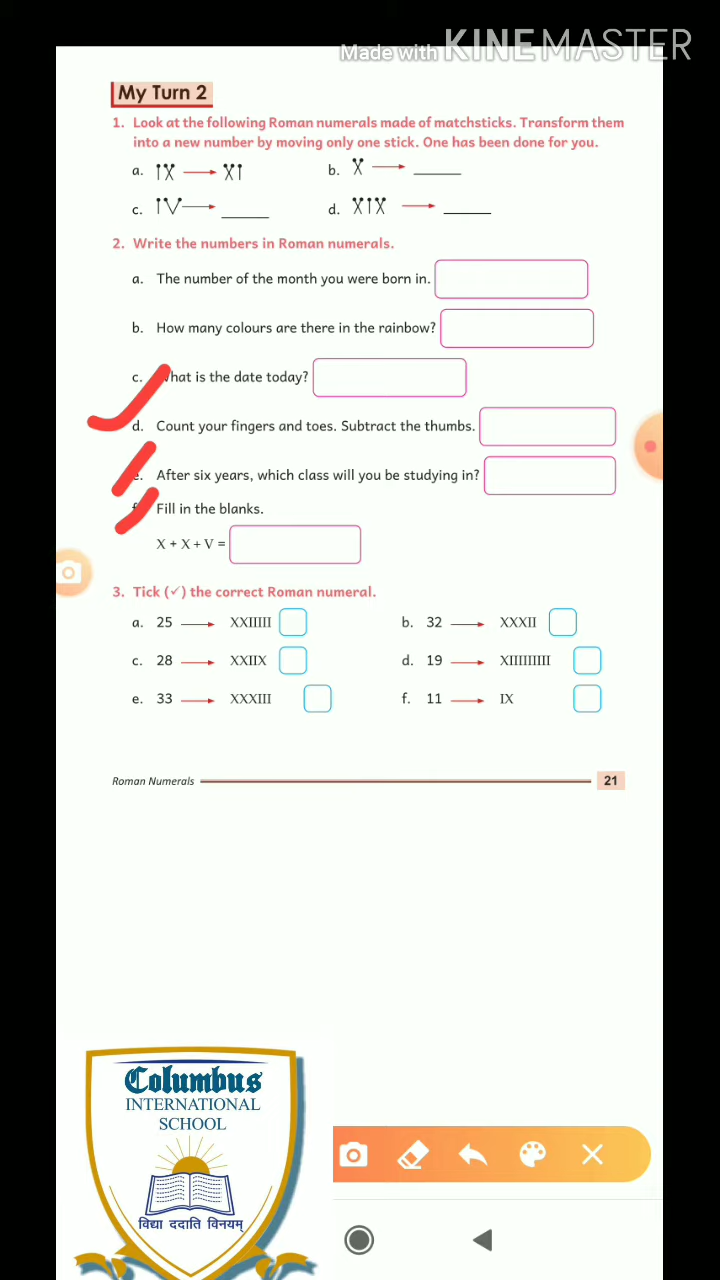 Made with KINEMASTER
My Turn 2
1. Look at the following Roman numerals made of matchsticks. Transform them
into a new number by moving only one stick. One has been done for you.
a. IX → XI b. X → ____
c. IV → ____ d. XIX → ____
2. Write the numbers in Roman numerals.
a. The number of the month you were born in.
b. How many colours are there in the rainbow?
c. What is the date today?
d. Count your fingers and toes. Subtract the thumbs.
e. After six years, which class will you be studying in?
f. Fill in the blanks.
X + X + V =
3. Tick (✓) the correct Roman numeral.
a. 25 → XXIIIII b. 32 → XXXII
c. 28 → XXIIX d. 19 → XIIIIIIIII
e. 33 → XXXIII f. 11 → IX
Roman Numerals 21
Columbus
INTERNATIONAL
SCHOOL
विद्या ददाति विनयम्